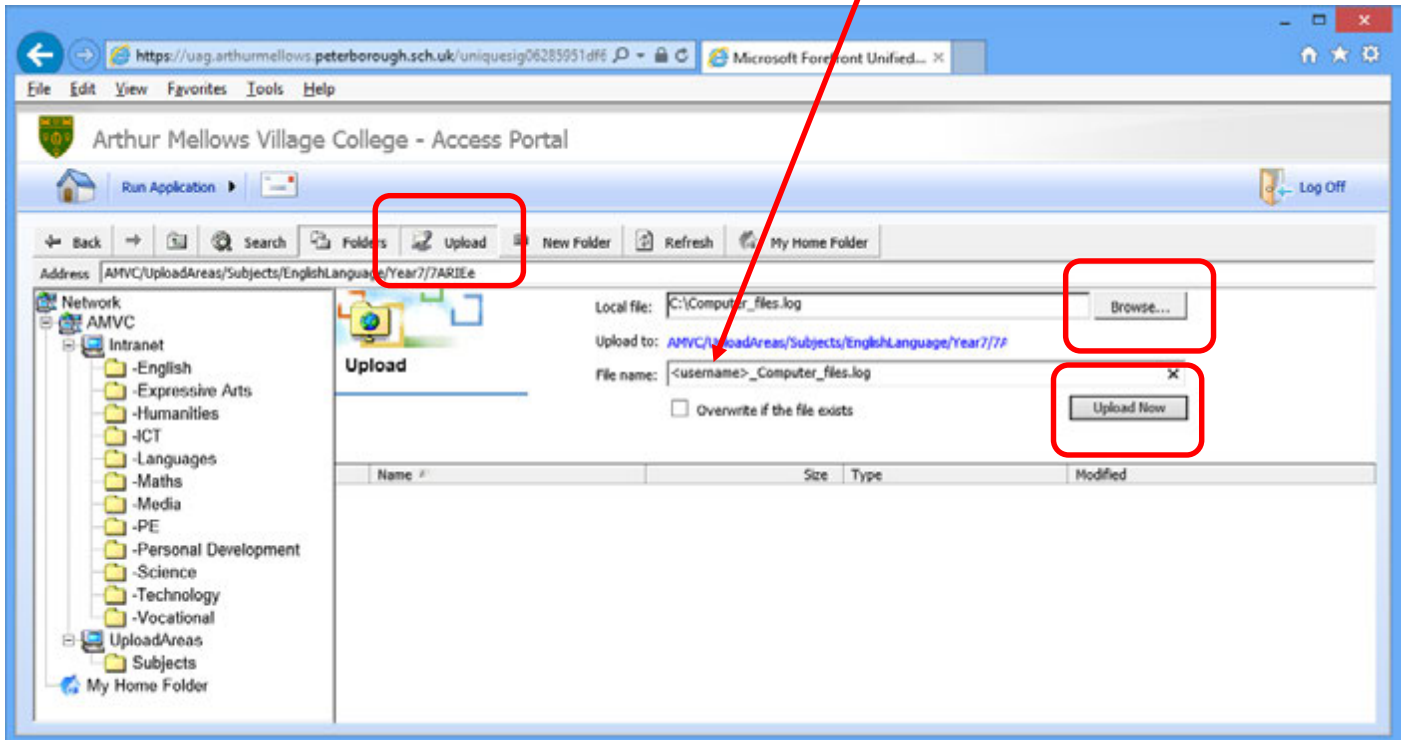 https://uag.arthurmellows.peterborough.sch.uk/uniquesig06285951dff
Microsoft Forefront Unified...
File Edit View Favorites Tools Help
Arthur Mellows Village College - Access Portal
Run Application
Log Off
Back Search Folders Upload New Folder Refresh My Home Folder
Address AMVC/UploadAreas/Subjects/EnglishLanguage/Year7/7ARIEe
Network
AMVC
Intranet
-English
-Expressive Arts
-Humanities
-ICT
-Languages
-Maths
-Media
-PE
-Personal Development
-Science
-Technology
-Vocational
UploadAreas
Subjects
My Home Folder
Upload
Local file: C:\Computer_files.log Browse...
Upload to: AMVC/UploadAreas/Subjects/EnglishLanguage/Year7/7A
File name: <username>_Computer_files.log
Overwrite if the file exists Upload Now
Name Size Type Modified